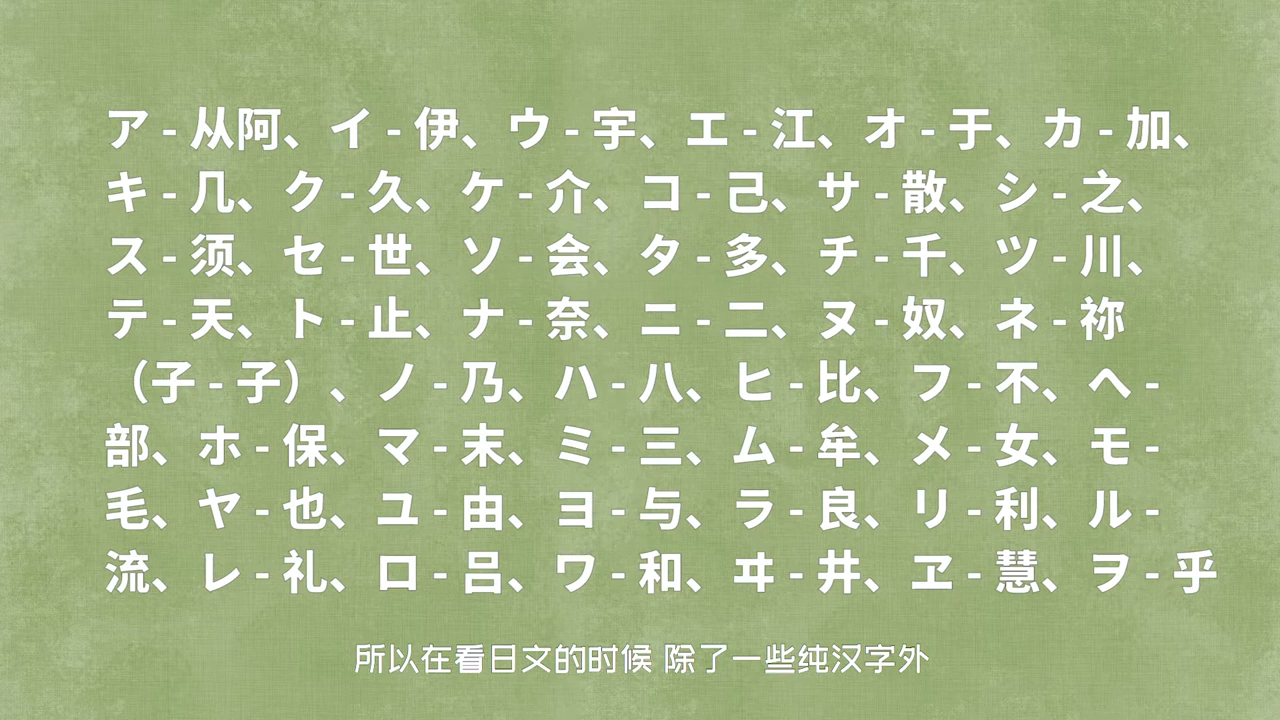 ア - 从阿、イ - 伊、ウ - 宇、エ - 江、オ - 于、カ - 加、
キ - 几、ク - 久、ケ - 介、コ - 己、サ - 散、シ - 之、
ス - 须、セ - 世、ソ - 会、タ - 多、チ - 千、ツ - 川、
テ - 天、ト - 止、ナ - 奈、ニ - 二、ヌ - 奴、ネ - 祢
（子 - 子）、ノ - 乃、ハ - 八、ヒ - 比、フ - 不、ヘ -
部、ホ - 保、マ - 末、ミ - 三、ム - 牟、メ - 女、モ -
毛、ヤ - 也、ユ - 由、ヨ - 与、ラ - 良、リ - 利、ル -
流、レ - 礼、ロ - 吕、ワ - 和、ヰ - 井、ヱ - 慧、ヲ - 乎
所以在看日文的时候 除了一些纯汉字外